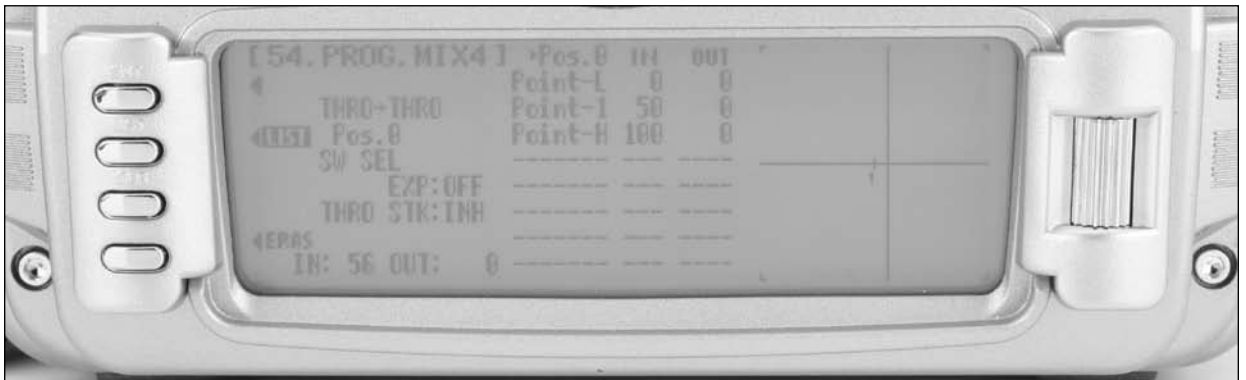 [54.PROG.MIX4] Pos.0 IN OUT
Point-L 0 0
THRO→THRO Point-1 50 0
LIST Pos.0 Point-H 100 0
SW SEL ------- --- ----
EXP:OFF ------- --- ----
THRO STK:INH ------- --- ----
ERAS ------- --- ----
IN: 56 OUT: 0 ------- --- ----